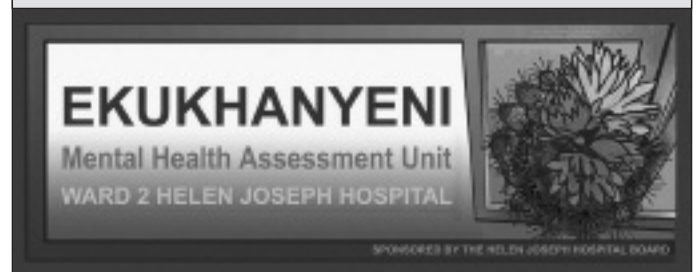 EKUKHANYENI
Mental Health Assessment Unit
WARD 2 HELEN JOSEPH HOSPITAL
SPONSORED BY THE HELEN JOSEPH HOSPITAL BOARD